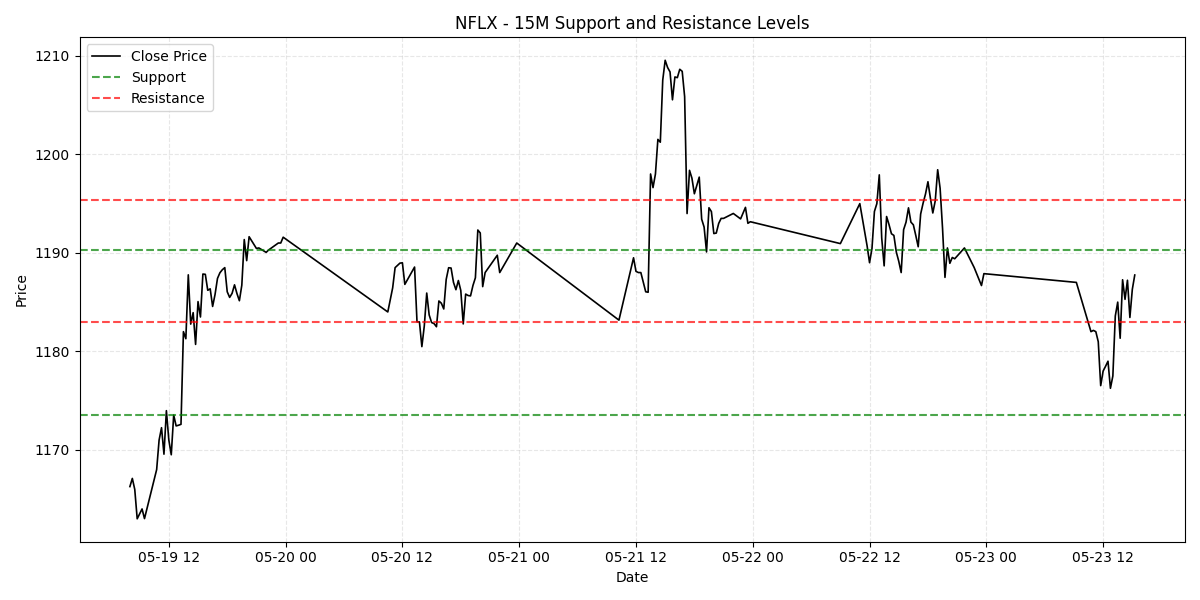 NFLX - 15M Support and Resistance Levels
Close Price
Support
Resistance
1210
1200
1190
1180
1170
Price
05-19 12
05-20 00
05-20 12
05-21 00
05-21 12
05-22 00
05-22 12
05-23 00
05-23 12
Date